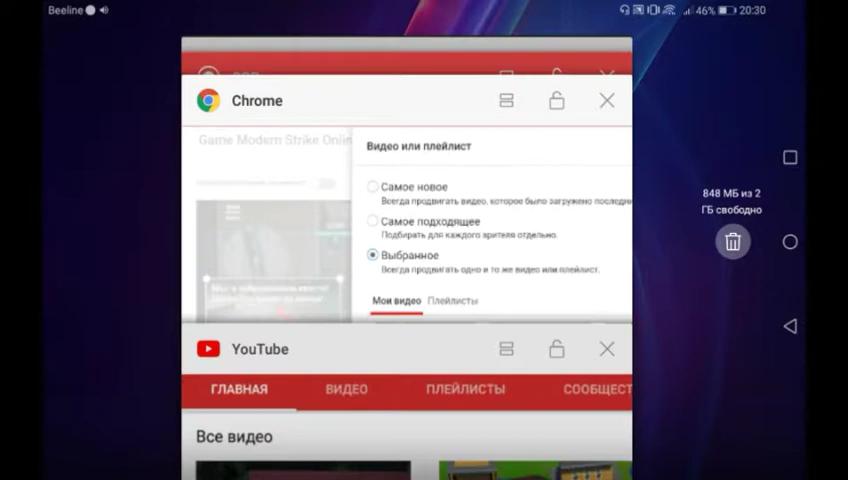 Beeline
46%
20:30
Chrome
Game Modern Strike Onlin
Видео или плейлист
Самое новое
Всегда продвигать видео, которое было загружено последни
Самое подходящее
Подбирать для каждого зрителя отдельно.
Выбранное
Всегда продвигать одно и то же видео или плейлист.
Мои видео Плейлисты
848 МБ из 2
ГБ свободно
YouTube
ГЛАВНАЯ ВИДЕО ПЛЕЙЛИСТЫ СООБЩЕСТ
Все видео